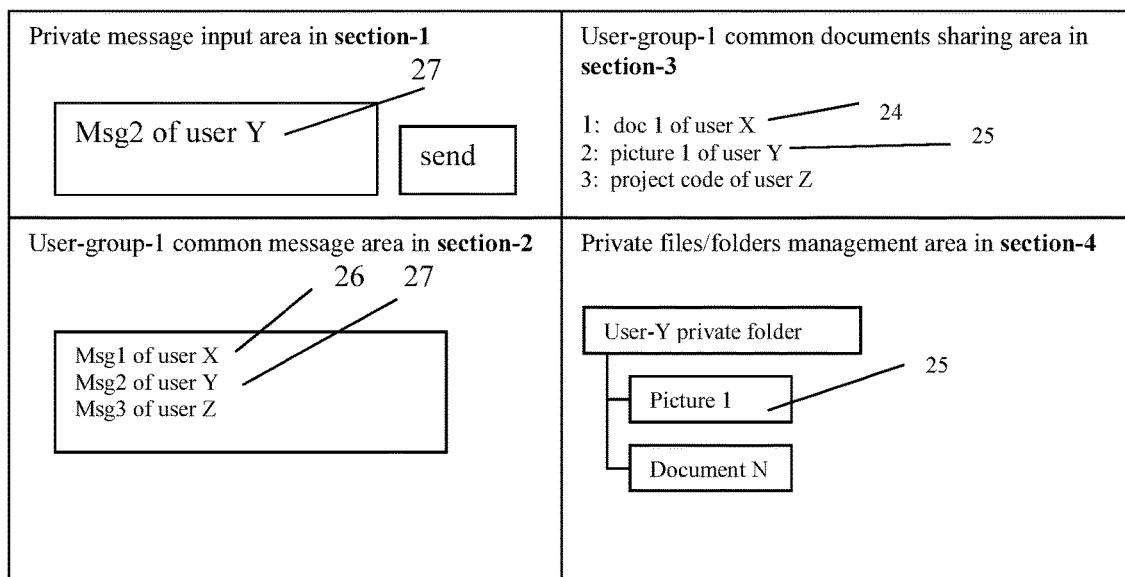 Private message input area in section-1
27
Msg2 of user Y
send
User-group-1 common documents sharing area in
section-3
24
1: doc 1 of user X
25
2: picture 1 of user Y
3: project code of user Z
User-group-1 common message area in section-2
26 27
Msg1 of user X
Msg2 of user Y
Msg3 of user Z
Private files/folders management area in section-4
User-Y private folder
25
Picture 1
Document N